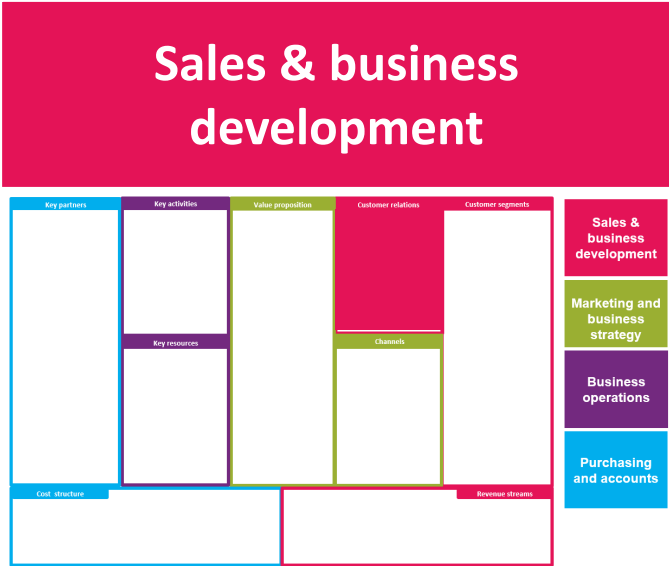 Sales & business
development
Key partners
Key activities
Value proposition
Customer relations
Customer segments
Key resources
Channels
Cost  structure
Revenue streams
Sales &
business
development
Marketing and
business
strategy
Business
operations
Purchasing
and accounts